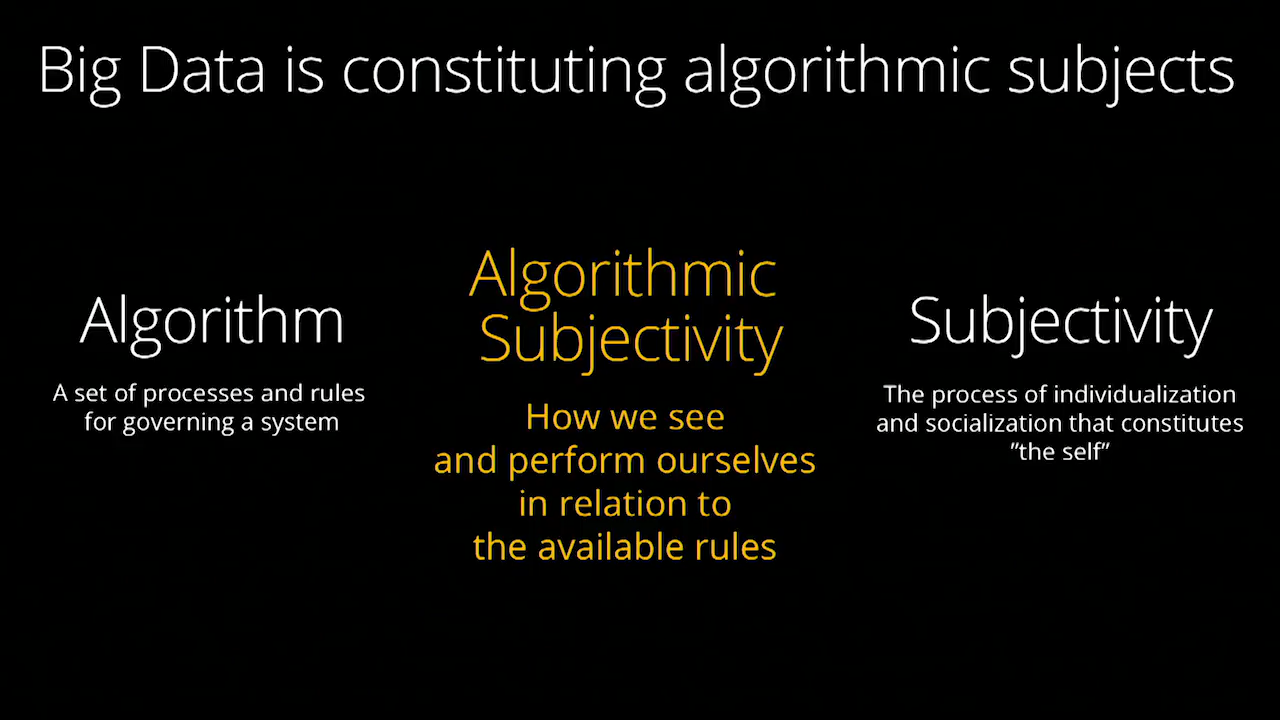 Big Data is constituting algorithmic subjects
Algorithm
A set of processes and rules
for governing a system
Algorithmic
Subjectivity
How we see
and perform ourselves
in relation to
the available rules
Subjectivity
The process of individualization
and socialization that constitutes
"the self"